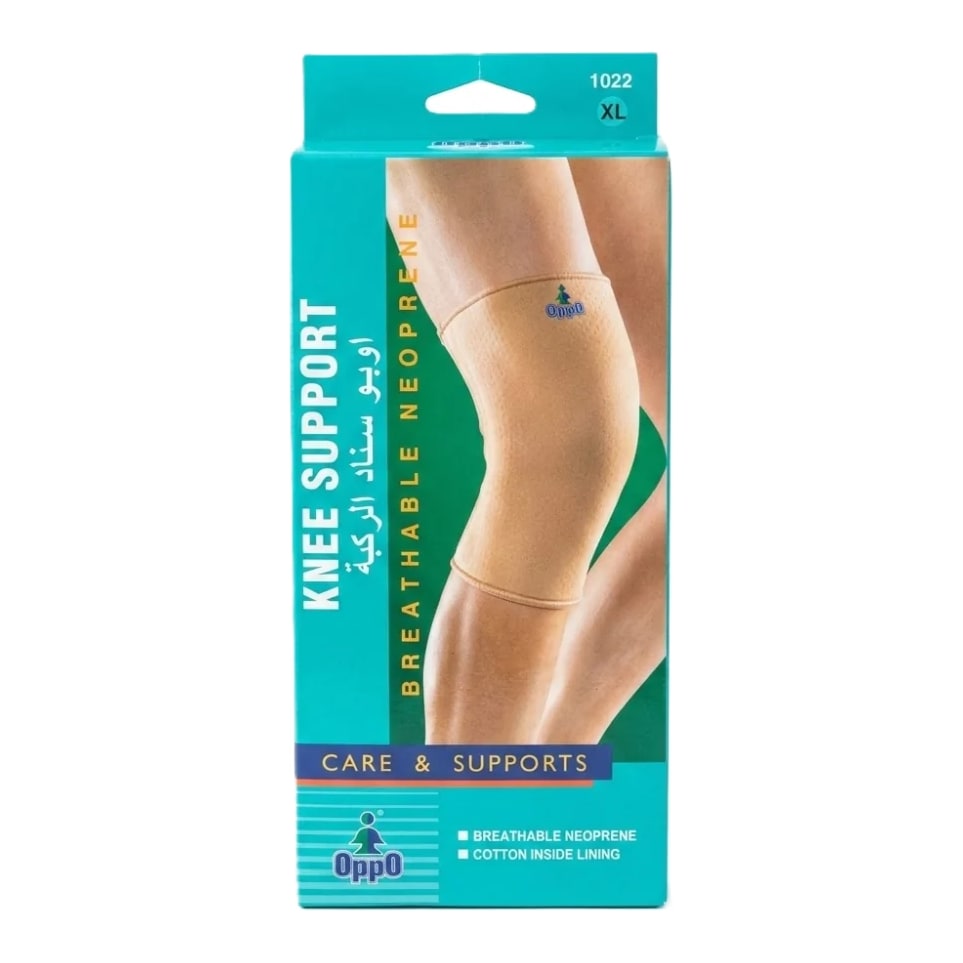 1022
XL
OppO
KNEE SUPPORT
اوبو سناد الركبة
BREATHABLE NEOPRENE
CARE & SUPPORTS
®
OppO
BREATHABLE NEOPRENE
COTTON INSIDE LINING